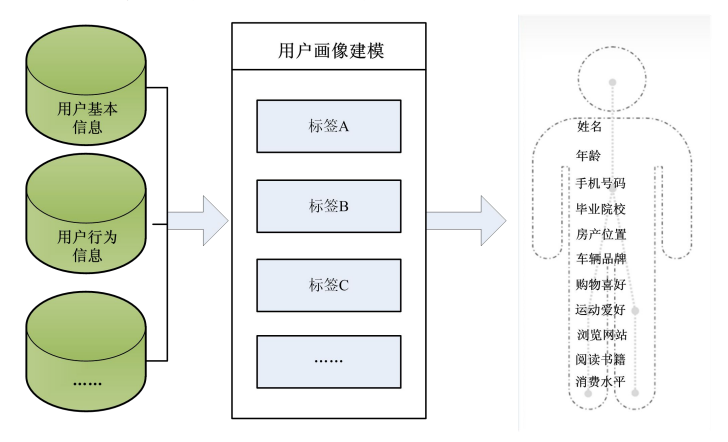 用户基本
信息
用户行为
信息
……
用户画像建模
标签A
标签B
标签C
……
姓名
年龄
手机号码
毕业院校
房产位置
车辆品牌
购物喜好
运动爱好
浏览网站
阅读书籍
消费水平